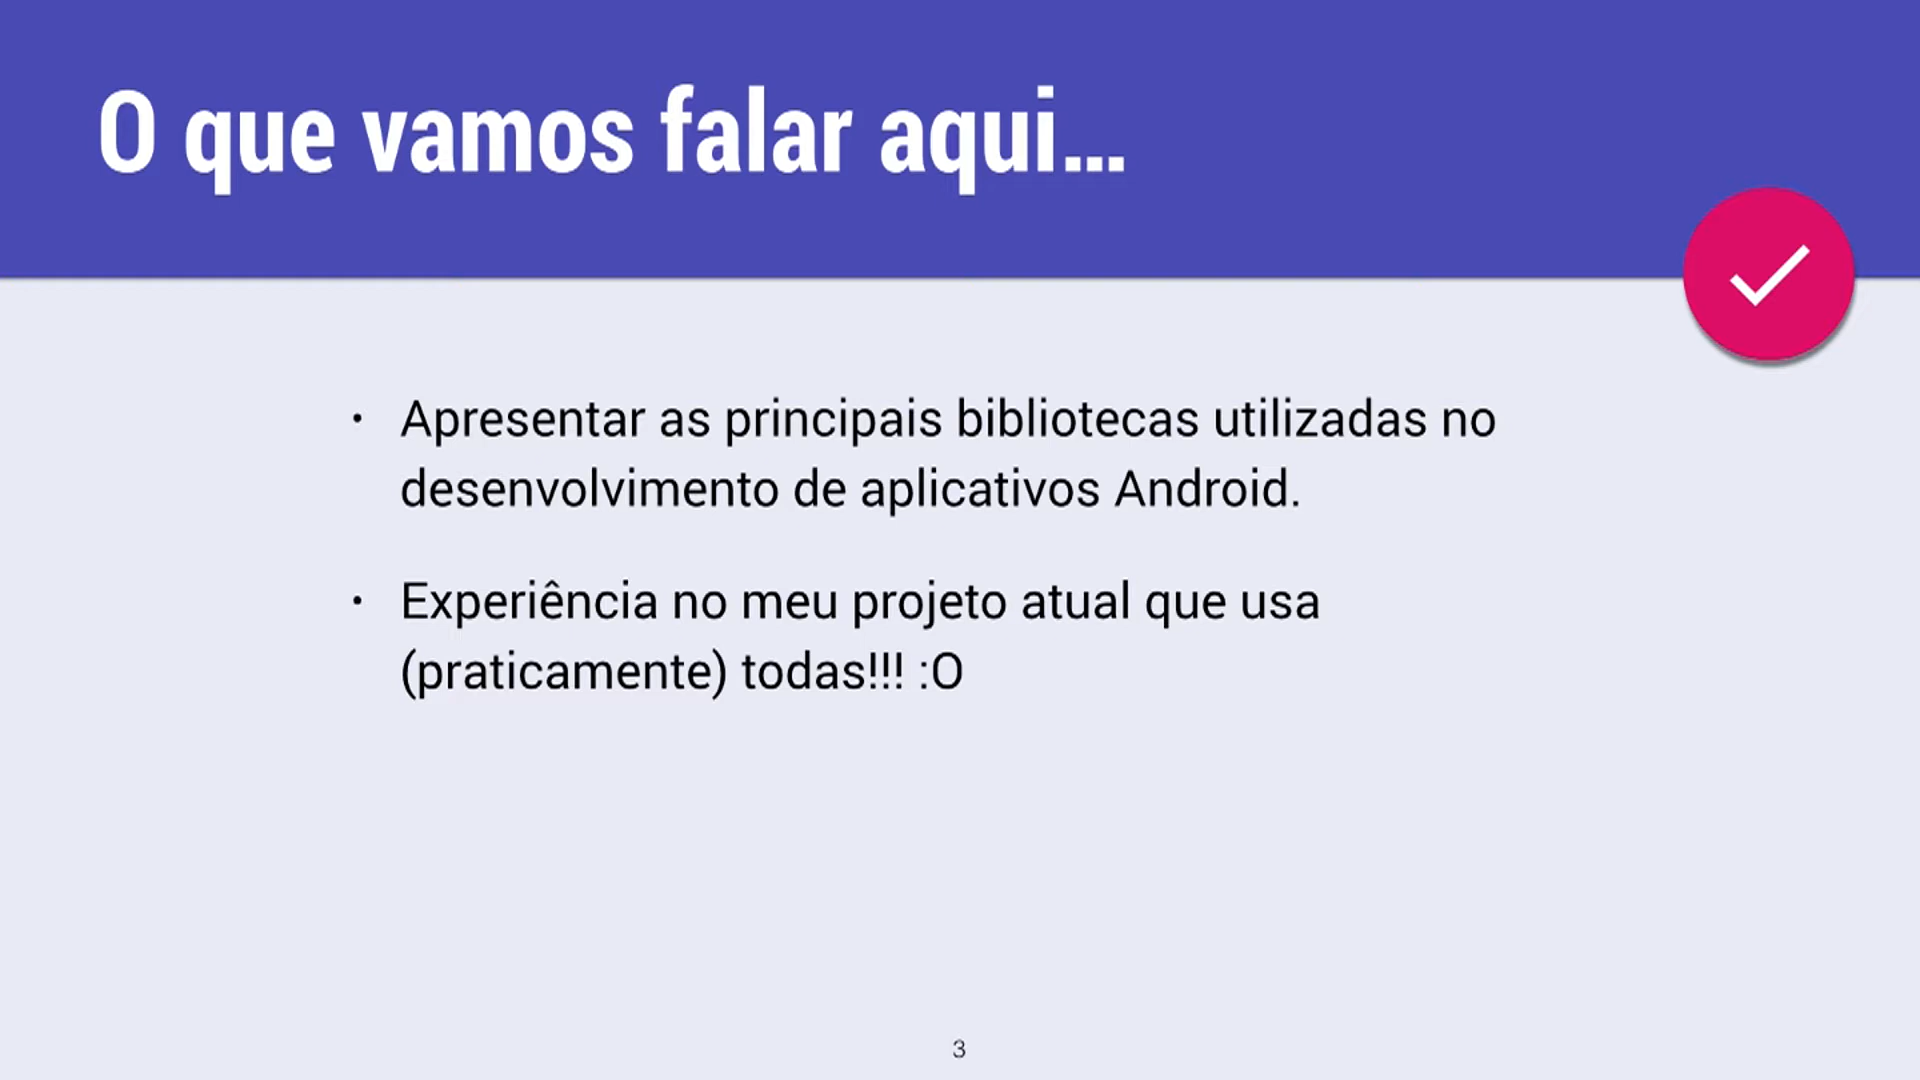 O que vamos falar aqui...
• Apresentar as principais bibliotecas utilizadas no
desenvolvimento de aplicativos Android.
• Experiência no meu projeto atual que usa
(praticamente) todas!!! :O
3